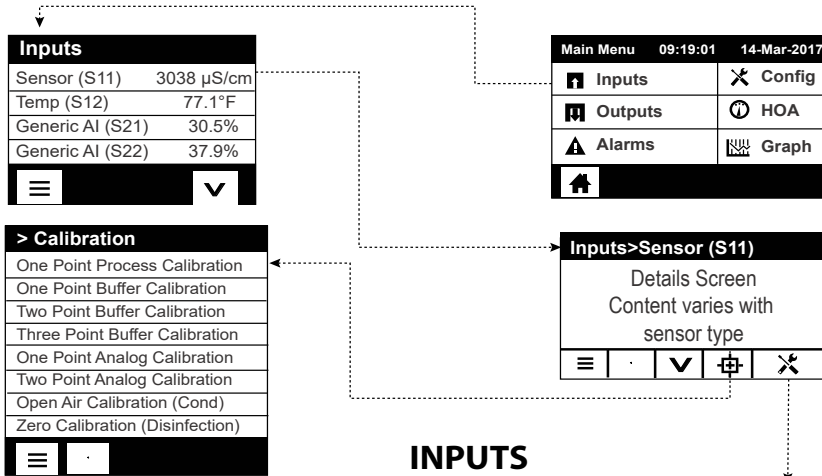 Inputs
Sensor (S11) 3038 µS/cm
Temp (S12) 77.1°F
Generic AI (S21) 30.5%
Generic AI (S22) 37.9%
Main Menu 09:19:01 14-Mar-2017
Inputs Config
Outputs HOA
Alarms Graph
> Calibration
One Point Process Calibration
One Point Buffer Calibration
Two Point Buffer Calibration
Three Point Buffer Calibration
One Point Analog Calibration
Two Point Analog Calibration
Open Air Calibration (Cond)
Zero Calibration (Disinfection)
Inputs>Sensor (S11)
Details Screen
Content varies with
sensor type
INPUTS